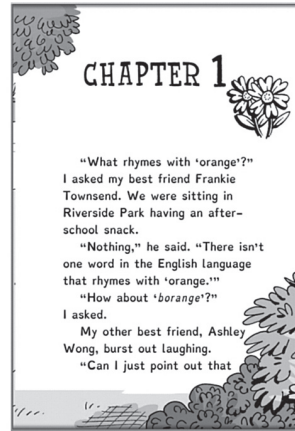 CHAPTER 1
“What rhymes with ‘orange’?”
I asked my best friend Frankie
Townsend. We were sitting in
Riverside Park having an after-
school snack.
“Nothing,” he said. “There isn’t
one word in the English language
that rhymes with ‘orange.’”
“How about ‘borange’?”
I asked.
My other best friend, Ashley
Wong, burst out laughing.
“Can I just point out that